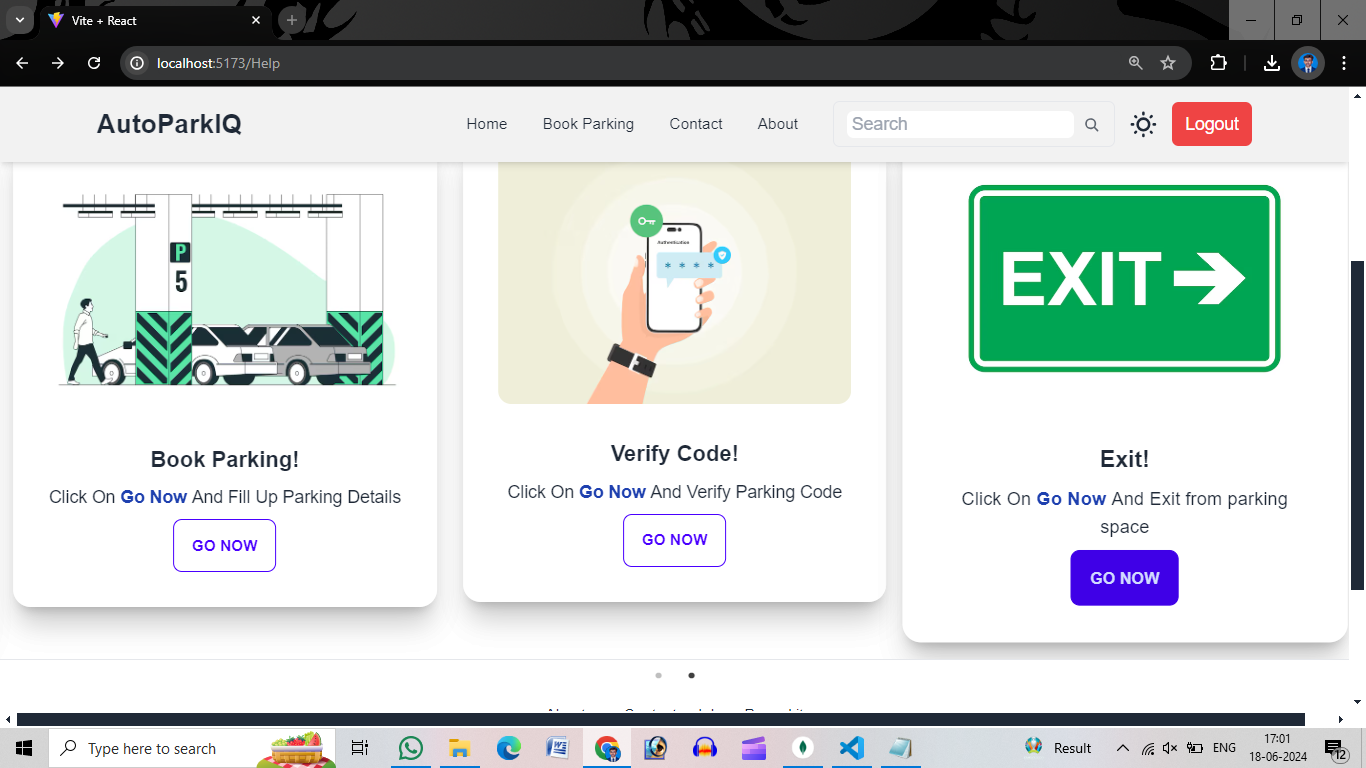 Vite + React
localhost:5173/Help
AutoParkIQ
Home
Book Parking
Contact
About
Search
Logout
P
5
Authentication
* * * *
EXIT
Book Parking!
Click On Go Now And Fill Up Parking Details
GO NOW
Verify Code!
Click On Go Now And Verify Parking Code
GO NOW
Exit!
Click On Go Now And Exit from parking
space
GO NOW
Type here to search
Result
ENG
17:01
18-06-2024
12